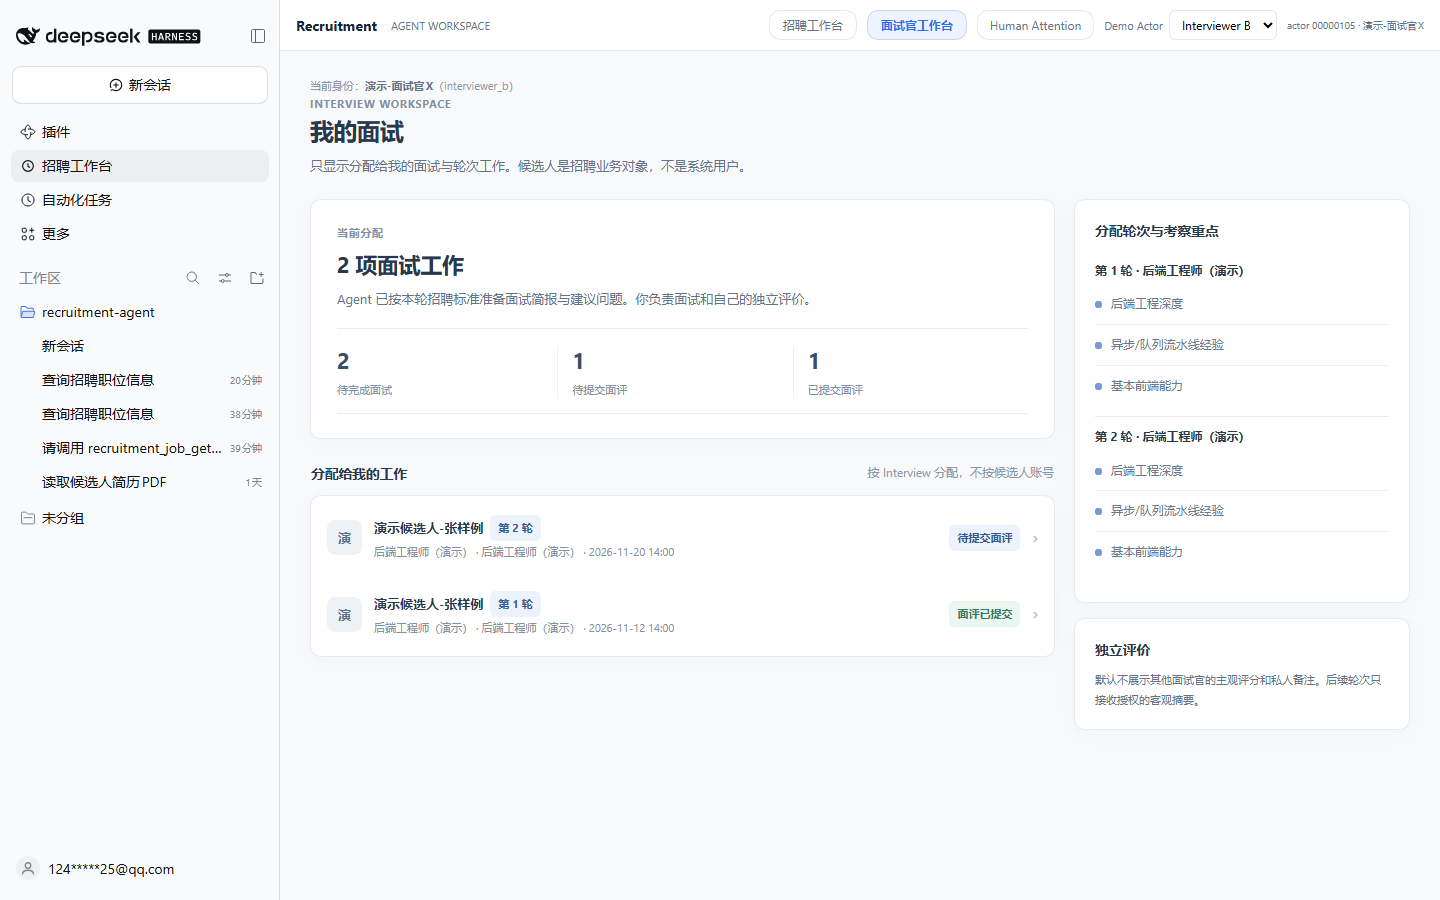 deepseek HARNESS
新会话
插件
招聘工作台
自动化任务
更多
工作区
recruitment-agent
新会话
查询招聘职位信息 20分钟
查询招聘职位信息 38分钟
请调用 recruitment_job_get... 39分钟
读取候选人简历 PDF 1天
未分组
124*****25@qq.com
Recruitment AGENT WORKSPACE 招聘工作台 面试官工作台 Human Attention Demo Actor Interviewer B actor 00000105 · 演示-面试官X
当前身份：演示-面试官X（interviewer_b）
INTERVIEW WORKSPACE
我的面试
只显示分配给我的面试与轮次工作。候选人是招聘业务对象，不是系统用户。
当前分配
2 项面试工作
Agent 已按本轮招聘标准准备面试简报与建议问题。你负责面试和自己的独立评价。
2 1 1
待完成面试 待提交面评 已提交面评
分配给我的工作 按 Interview 分配，不按候选人账号
演 演示候选人-张样例 第 2 轮 待提交面评 ›
后端工程师（演示） · 后端工程师（演示） · 2026-11-20 14:00
演 演示候选人-张样例 第 1 轮 面评已提交 ›
后端工程师（演示） · 后端工程师（演示） · 2026-11-12 14:00
分配轮次与考察重点
第 1 轮 · 后端工程师（演示）
后端工程深度
异步/队列流水线经验
基本前端能力
第 2 轮 · 后端工程师（演示）
后端工程深度
异步/队列流水线经验
基本前端能力
独立评价
默认不展示其他面试官的主观评分和私人备注。后续轮次只
接收授权的客观摘要。